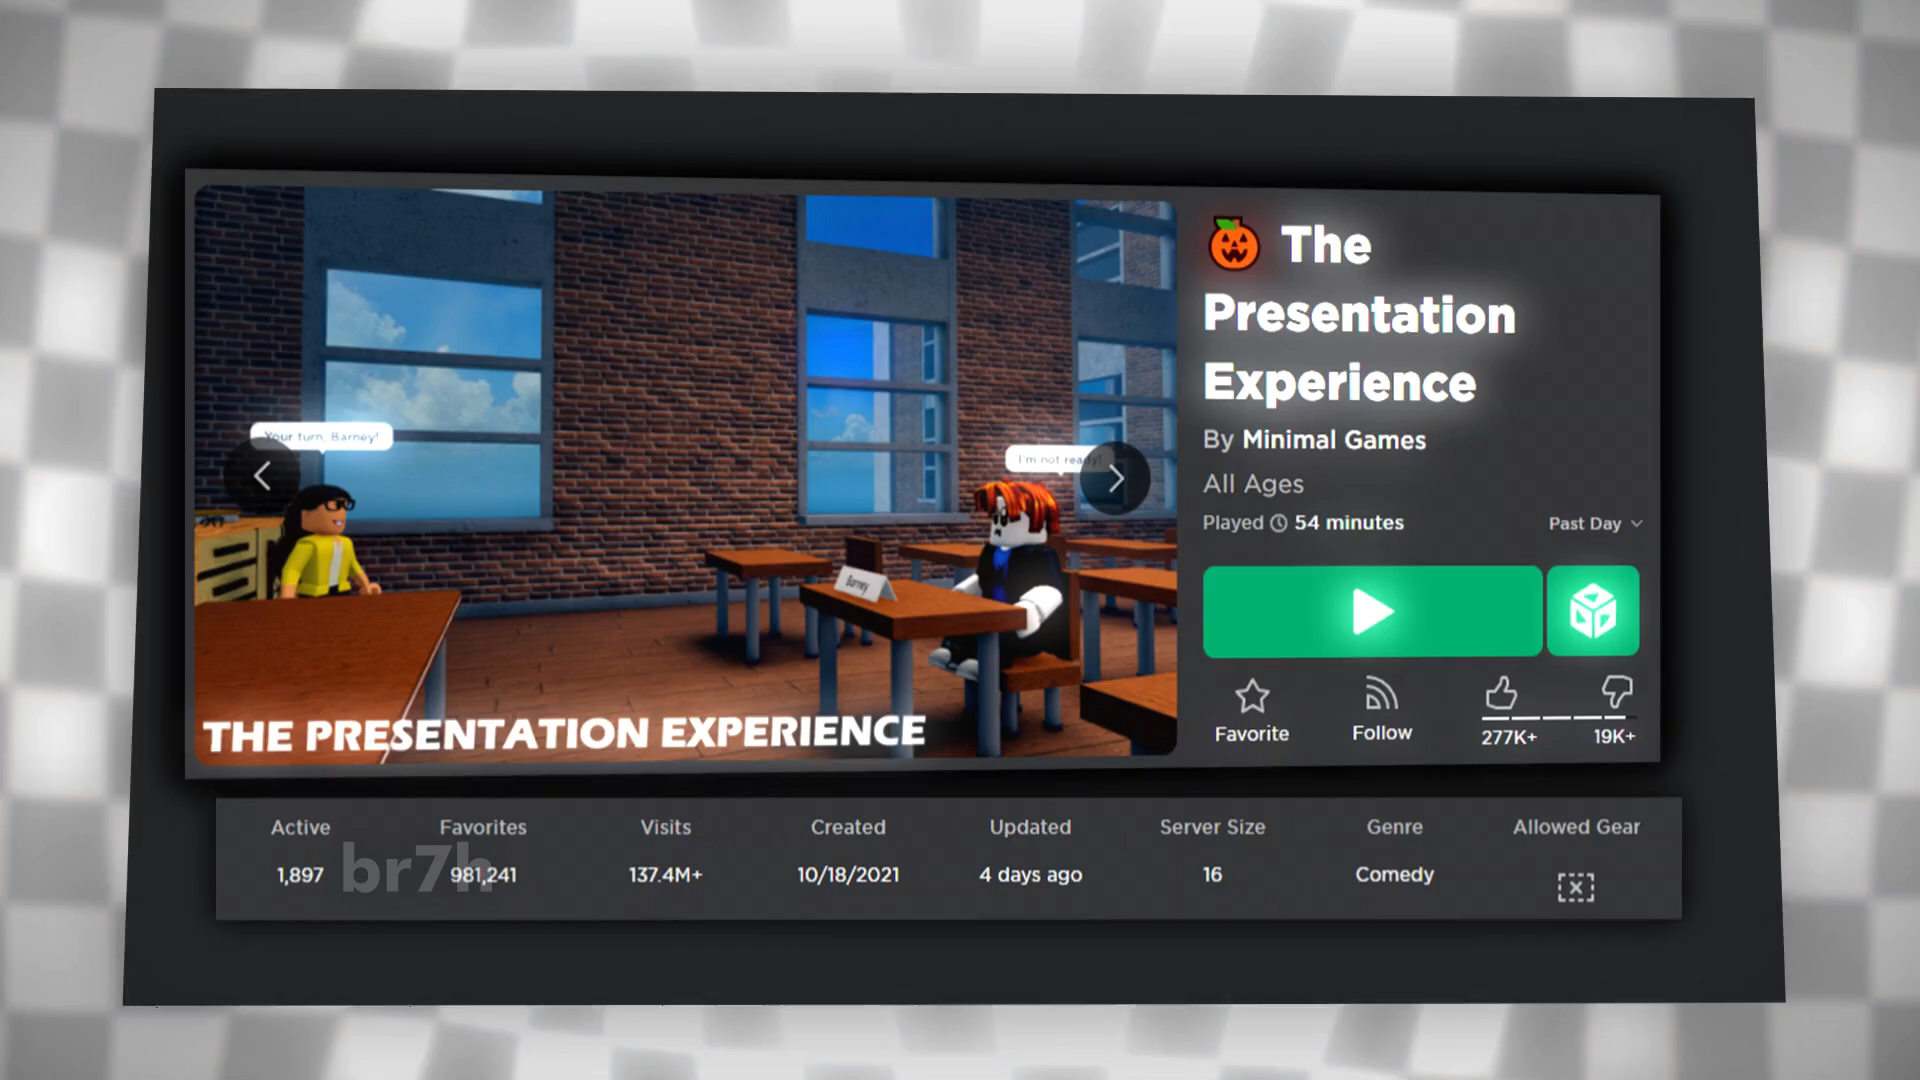 Your turn, Barney!
I'm not ready!
Barney
THE PRESENTATION EXPERIENCE
The
Presentation
Experience
By Minimal Games
All Ages
Played 54 minutes
Past Day
Favorite
Follow
277K+
19K+
Active
Favorites
Visits
Created
Updated
Server Size
Genre
Allowed Gear
1,897
981,241
137.4M+
10/18/2021
4 days ago
16
Comedy
br7h